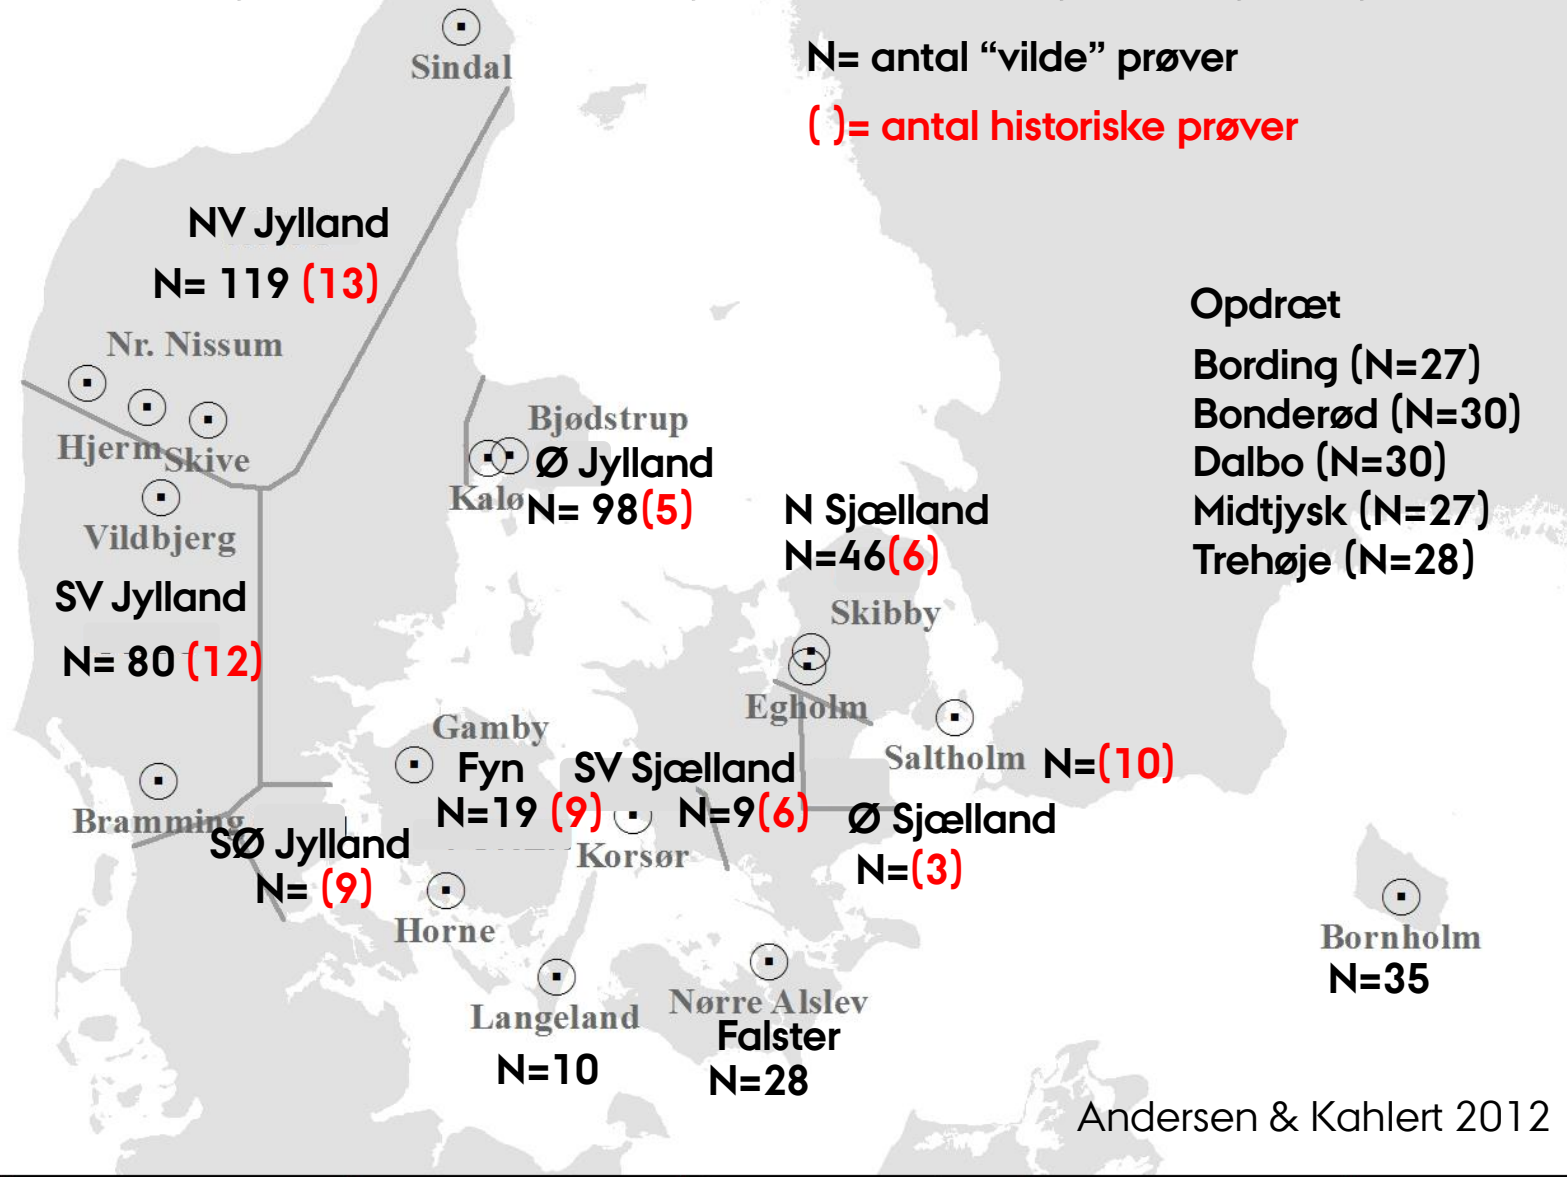 Sindal
N= antal “vilde” prøver
( )= antal historiske prøver
NV Jylland
N= 119 (13)
Nr. Nissum
Hjerm
Skive
Vildbjerg
SV Jylland
N= 80 (12)
Bjødstrup
Ø Jylland
Kalø
N= 98(5)
N Sjælland
N=46(6)
Skibby
Egholm
Saltholm N=(10)
Opdræt
Bording (N=27)
Bonderød (N=30)
Dalbo (N=30)
Midtjysk (N=27)
Trehøje (N=28)
Gamby
Fyn
N=19 (9)
SV Sjælland
N=9(6)
Korsør
Ø Sjælland
N=(3)
Bramming
SØ Jylland
N= (9)
Horne
Langeland
N=10
Nørre Alslev
Falster
N=28
Bornholm
N=35
Andersen & Kahlert 2012